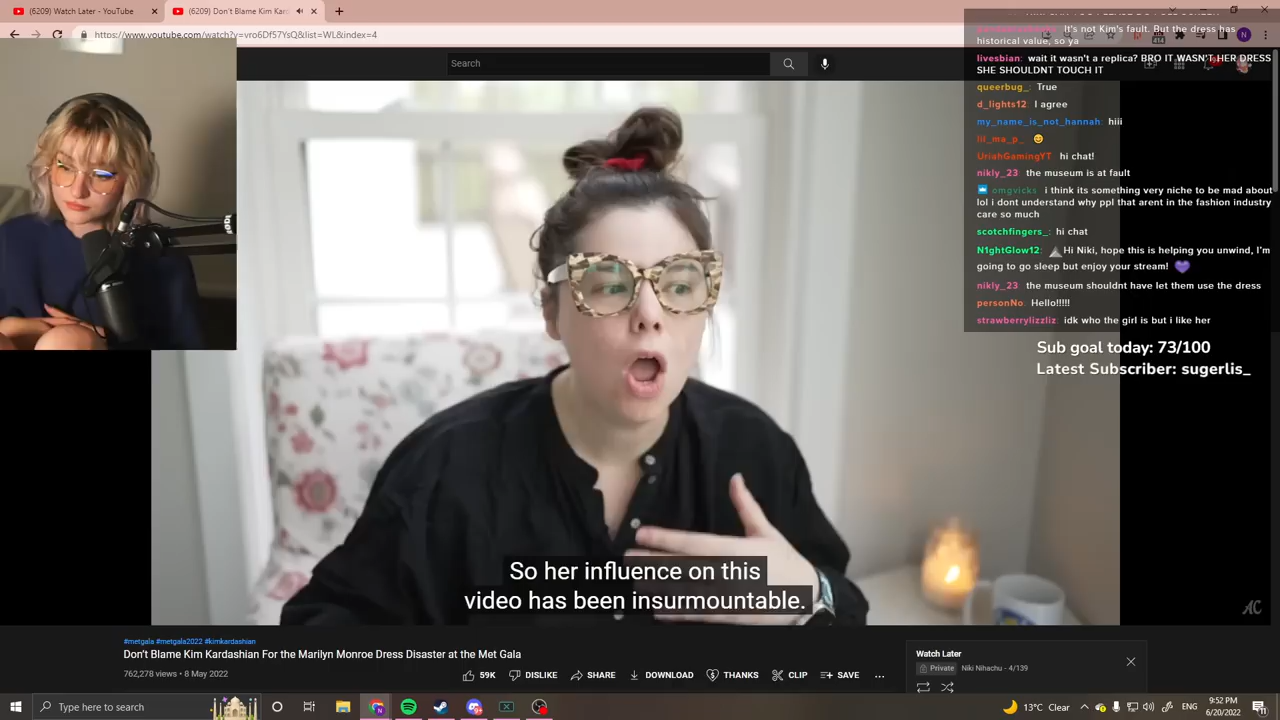 (6209) Watch Later - YouTube
(6209) Don't Blame Kim Kard
https://www.youtube.com/watch?v=vro6Df57YsQ&list=WL&index=4
Search
It's not Kim's fault. But the dress has
historical value, so ya
livesbian: wait it wasn't a replica? BRO IT WASN'T HER DRESS
SHE SHOULDNT TOUCH IT
queerbug_: True
d_lights12: I agree
my_name_is_not_hannah: hiii
lil_ma_p_
UriahGamingYT: hi chat!
nikly_23: the museum is at fault
omgvicks: i think its something very niche to be mad about
lol i dont understand why ppl that arent in the fashion industry
care so much
scotchfingers_: hi chat
N1ghtGlow12: Hi Niki, hope this is helping you unwind, I'm
going to go sleep but enjoy your stream!
nikly_23: the museum shouldnt have let them use the dress
personNo: Hello!!!!!
strawberrylizzliz: idk who the girl is but i like her
Sub goal today: 73/100
Latest Subscriber: sugerlis_
So her influence on this
video has been insurmountable.
AC
#metgala #metgala2022 #kimkardashian
Don't Blame Kim Kardashian For the Marilyn Monroe Dress Disaster at the Met Gala
762,278 views • 8 May 2022
59K
DISLIKE
SHARE
DOWNLOAD
THANKS
CLIP
SAVE
Watch Later
Private
Niki Nihachu - 4/139
Type here to search
13°C Clear
9:52 PM
6/20/2022